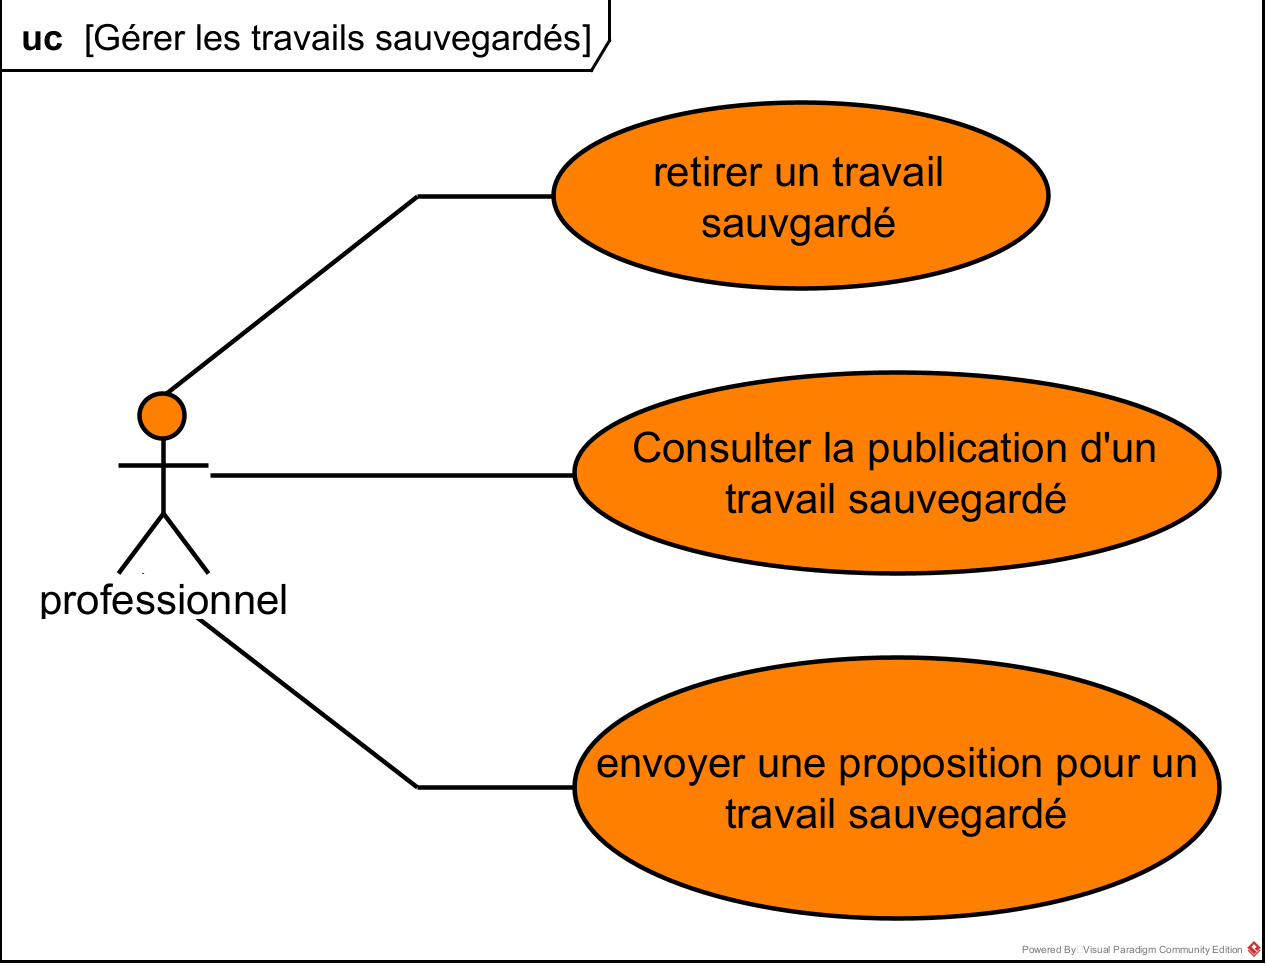 uc [Gérer les travails sauvegardés]
retirer un travail
sauvgardé
Consulter la publication d'un
travail sauvegardé
professionnel
envoyer une proposition pour un
travail sauvegardé
Powered By Visual Paradigm Community Edition